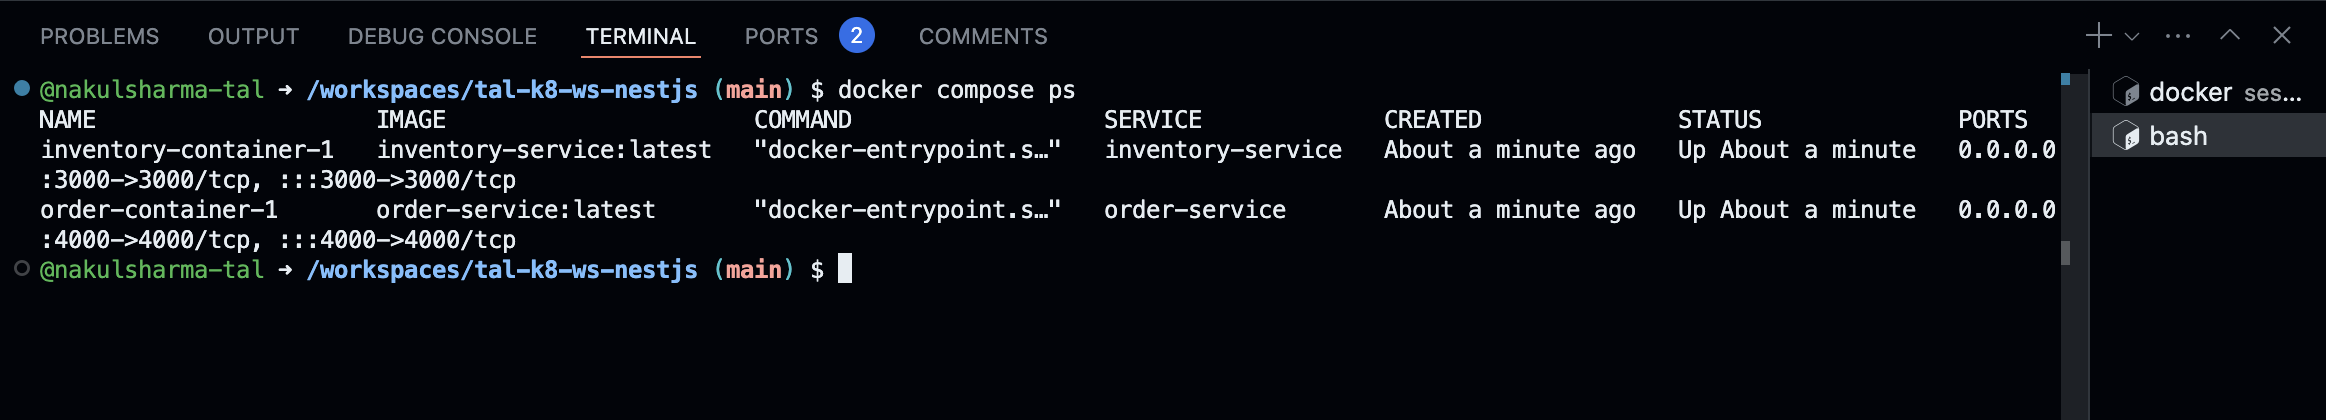 PROBLEMS OUTPUT DEBUG CONSOLE TERMINAL PORTS 2 COMMENTS
@nakulsharma-tal → /workspaces/tal-k8-ws-nestjs (main) $ docker compose ps
NAME IMAGE COMMAND SERVICE CREATED STATUS PORTS
inventory-container-1 inventory-service:latest "docker-entrypoint.s…" inventory-service About a minute ago Up About a minute 0.0.0.0
:3000->3000/tcp, :::3000->3000/tcp
order-container-1 order-service:latest "docker-entrypoint.s…" order-service About a minute ago Up About a minute 0.0.0.0
:4000->4000/tcp, :::4000->4000/tcp
@nakulsharma-tal → /workspaces/tal-k8-ws-nestjs (main) $
docker ses...
bash